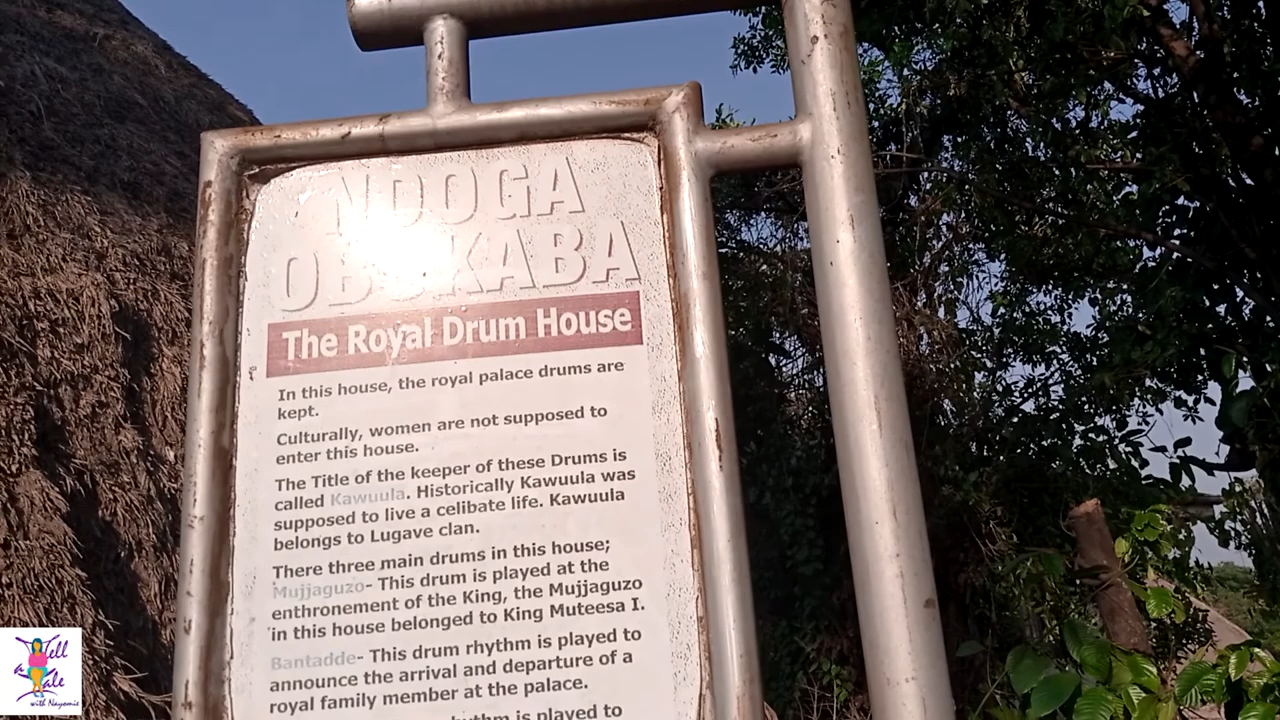 NDOGA
OBUKABA
The Royal Drum House
In this house, the royal palace drums are
kept.
Culturally, women are not supposed to
enter this house.
The Title of the keeper of these Drums is
called Kawuula. Historically Kawuula was
supposed to live a celibate life. Kawuula
belongs to Lugave clan.
There three main drums in this house;
Mujjaguzo- This drum is played at the
enthronement of the King, the Mujjaguzo
in this house belonged to King Muteesa I.
Bantadde- This drum rhythm is played to
announce the arrival and departure of a
royal family member at the palace.
rhythm is played to
Tell
a
Tale
with Nayomie